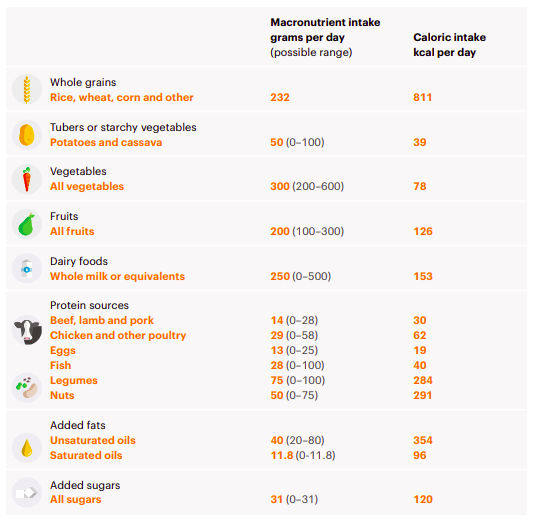 Macronutrient intake
grams per day
(possible range)
Caloric intake
kcal per day
Whole grains
Rice, wheat, corn and other 232 811
Tubers or starchy vegetables
Potatoes and cassava 50 (0–100) 39
Vegetables
All vegetables 300 (200–600) 78
Fruits
All fruits 200 (100–300) 126
Dairy foods
Whole milk or equivalents 250 (0–500) 153
Protein sources
Beef, lamb and pork 14 (0–28) 30
Chicken and other poultry 29 (0–58) 62
Eggs 13 (0–25) 19
Fish 28 (0–100) 40
Legumes 75 (0–100) 284
Nuts 50 (0–75) 291
Added fats
Unsaturated oils 40 (20–80) 354
Saturated oils 11.8 (0-11.8) 96
Added sugars
All sugars 31 (0–31) 120